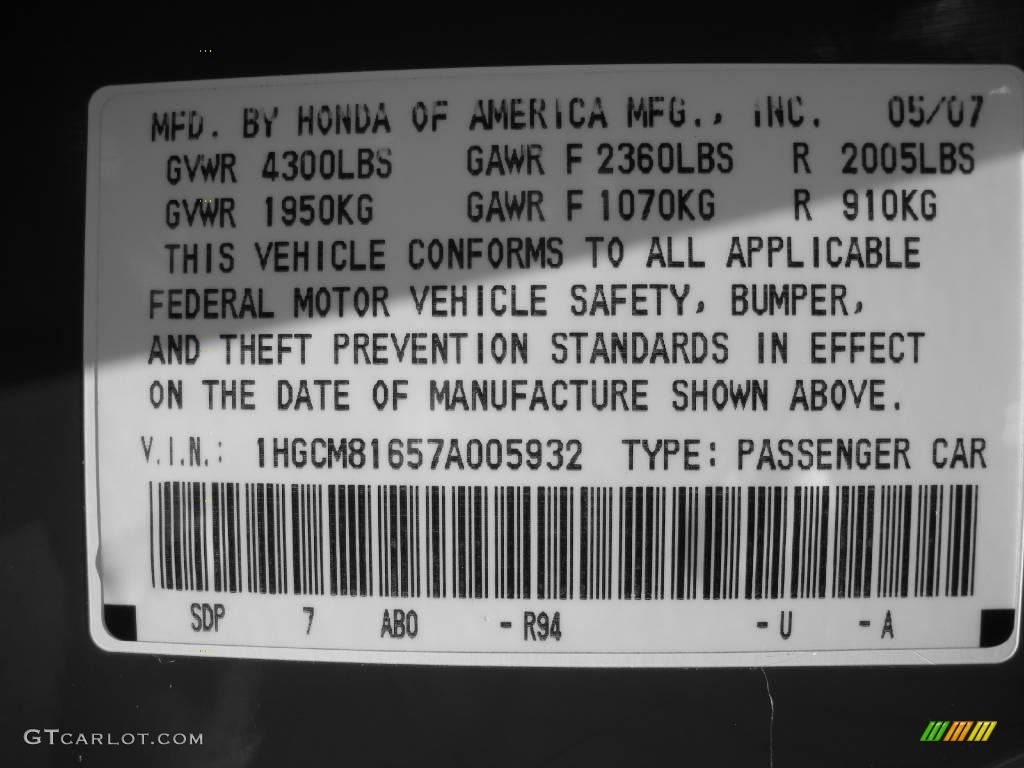 MFD. BY HONDA OF AMERICA MFG., INC. 05/07
GVWR 4300LBS GAWR F 2360LBS R 2005LBS
GVWR 1950KG GAWR F 1070KG R 910KG
THIS VEHICLE CONFORMS TO ALL APPLICABLE
FEDERAL MOTOR VEHICLE SAFETY, BUMPER,
AND THEFT PREVENTION STANDARDS IN EFFECT
ON THE DATE OF MANUFACTURE SHOWN ABOVE.
V.I.N.: 1HGCM81657A005932 TYPE: PASSENGER CAR
SDP 7 AB0 - R94 - U - A
GTCARLOT.COM